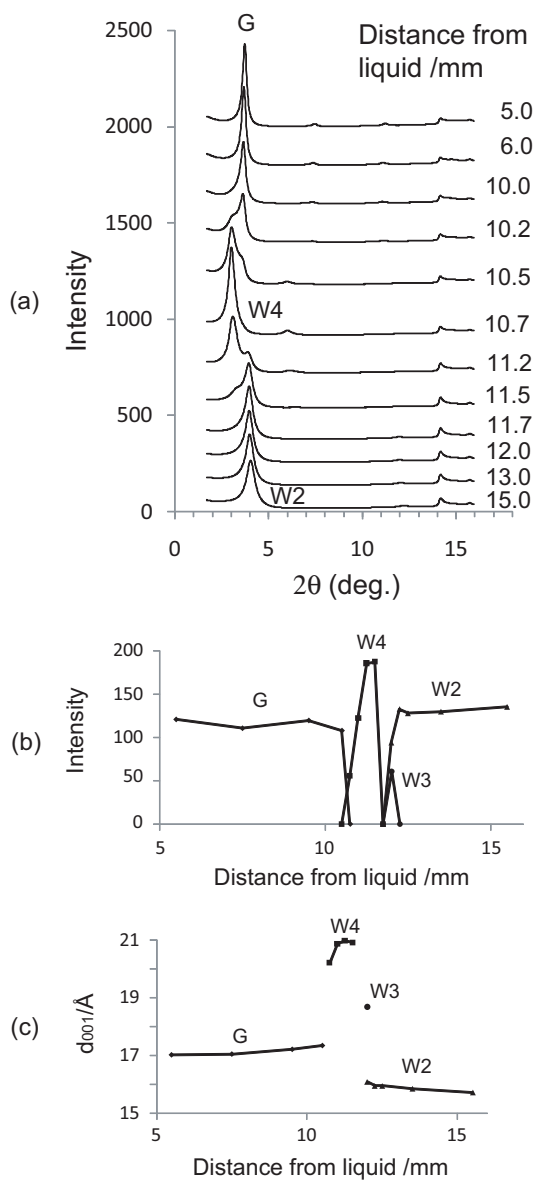 G
Distance from
liquid /mm
2500
2000
1500
1000
500
0
5.0
6.0
10.0
10.2
10.5
10.7
11.2
11.5
11.7
12.0
13.0
15.0
W4
W2
(a)
Intensity
0 5 10 15
2θ (deg.)
(b)
Intensity
200
150
100
50
0
G
W4
W2
W3
5 10 15
Distance from liquid /mm
(c)
d001/Å
21
19
17
15
G
W4
W3
W2
5 10 15
Distance from liquid /mm